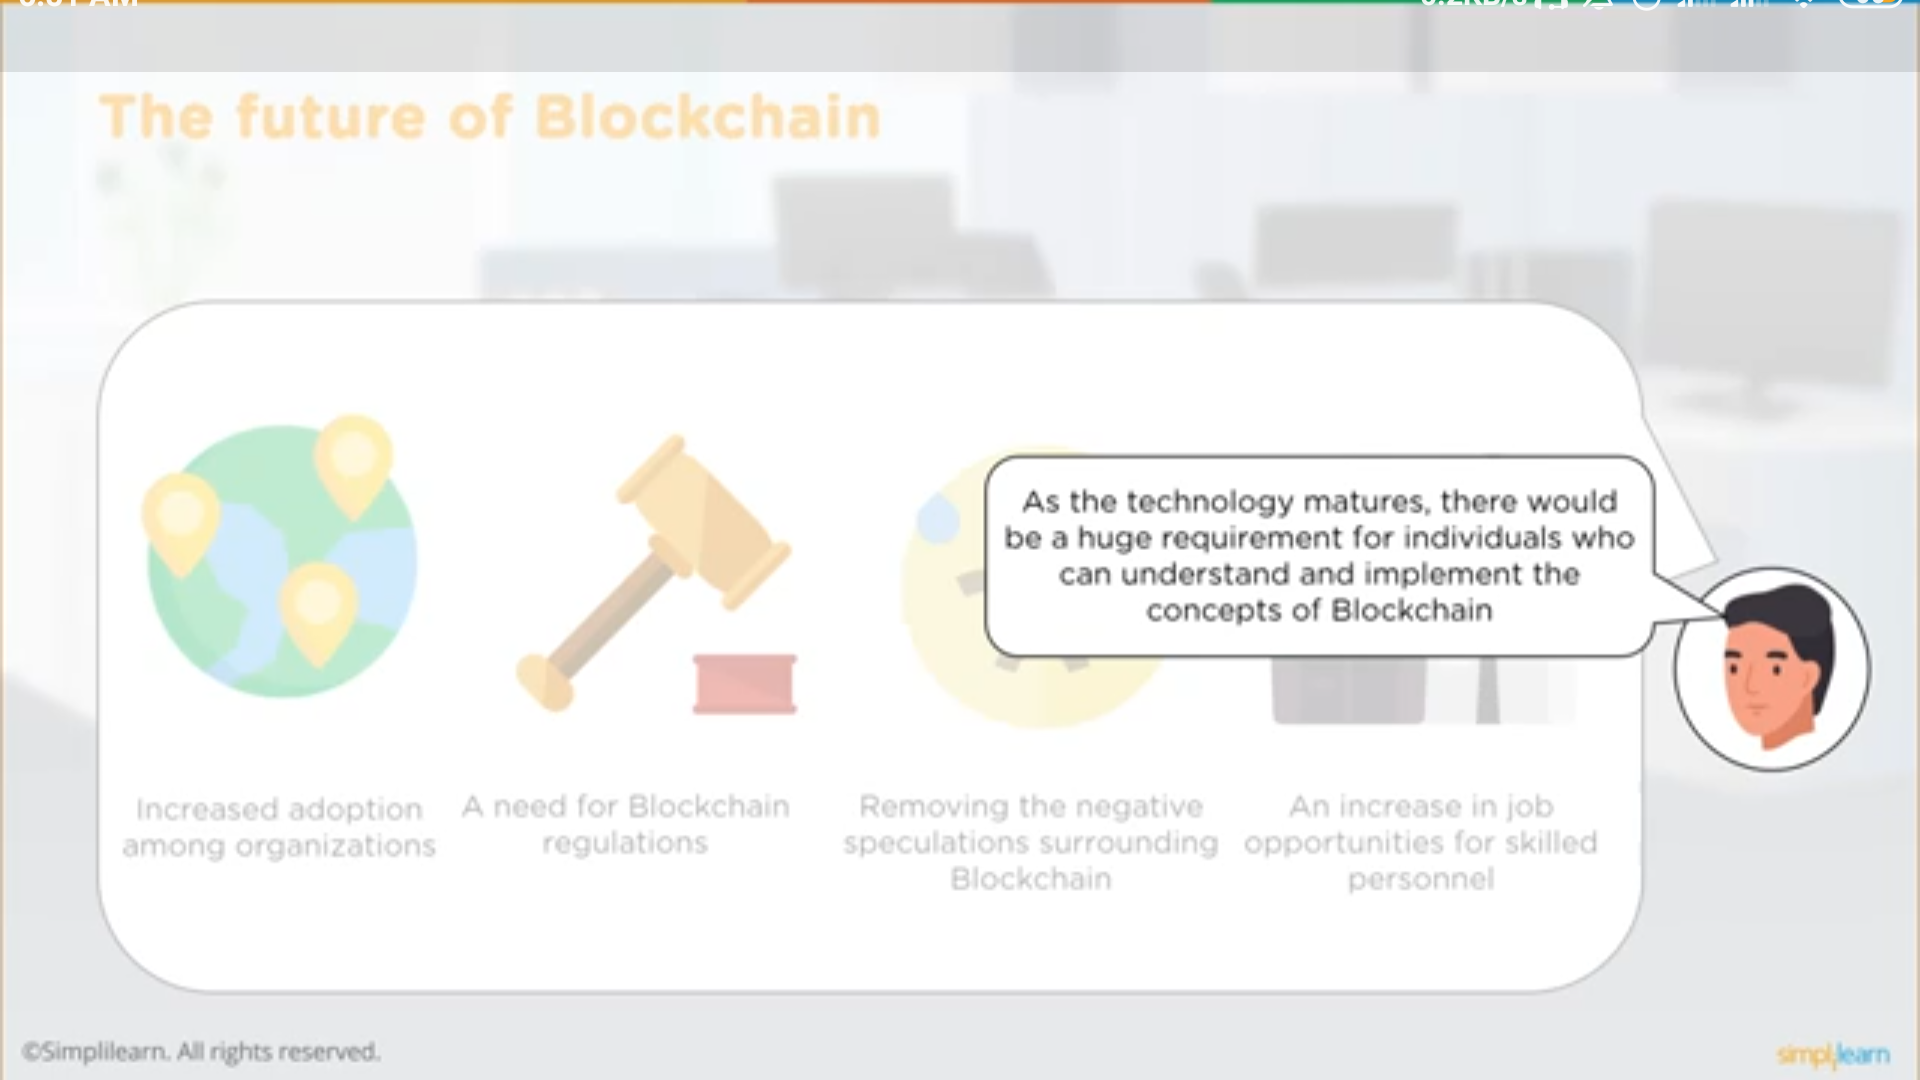 The future of Blockchain
As the technology matures, there would
be a huge requirement for individuals who
can understand and implement the
concepts of Blockchain
Increased adoption
among organizations
A need for Blockchain
regulations
Removing the negative
speculations surrounding
Blockchain
An increase in job
opportunities for skilled
personnel
©Simplilearn. All rights reserved.
simplilearn